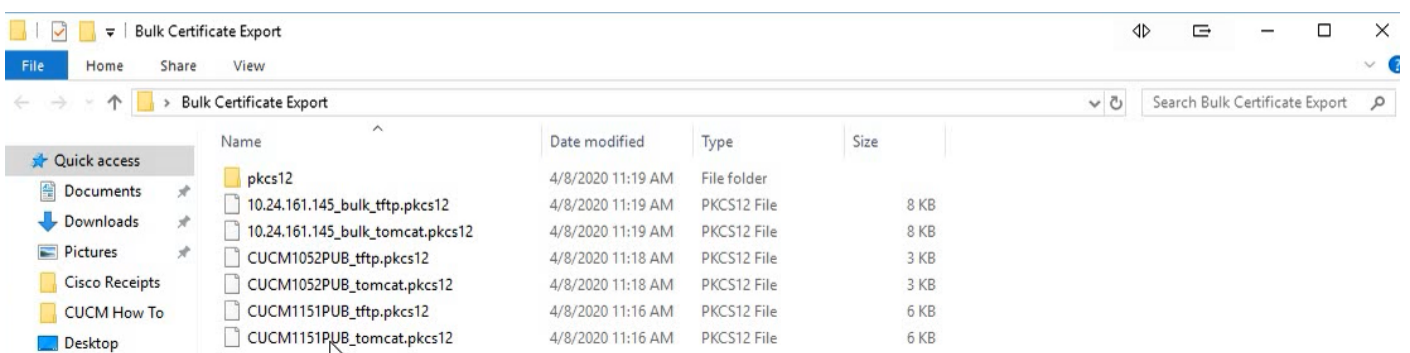 Bulk Certificate Export
File Home Share View
Bulk Certificate Export Search Bulk Certificate Export
Name Date modified Type Size
Quick access
Documents
Downloads
Pictures
Cisco Receipts
CUCM How To
Desktop
pkcs12 4/8/2020 11:19 AM File folder
10.24.161.145_bulk_tftp.pkcs12 4/8/2020 11:19 AM PKCS12 File 8 KB
10.24.161.145_bulk_tomcat.pkcs12 4/8/2020 11:19 AM PKCS12 File 8 KB
CUCM1052PUB_tftp.pkcs12 4/8/2020 11:18 AM PKCS12 File 3 KB
CUCM1052PUB_tomcat.pkcs12 4/8/2020 11:18 AM PKCS12 File 3 KB
CUCM1151PUB_tftp.pkcs12 4/8/2020 11:16 AM PKCS12 File 6 KB
CUCM1151PUB_tomcat.pkcs12 4/8/2020 11:16 AM PKCS12 File 6 KB